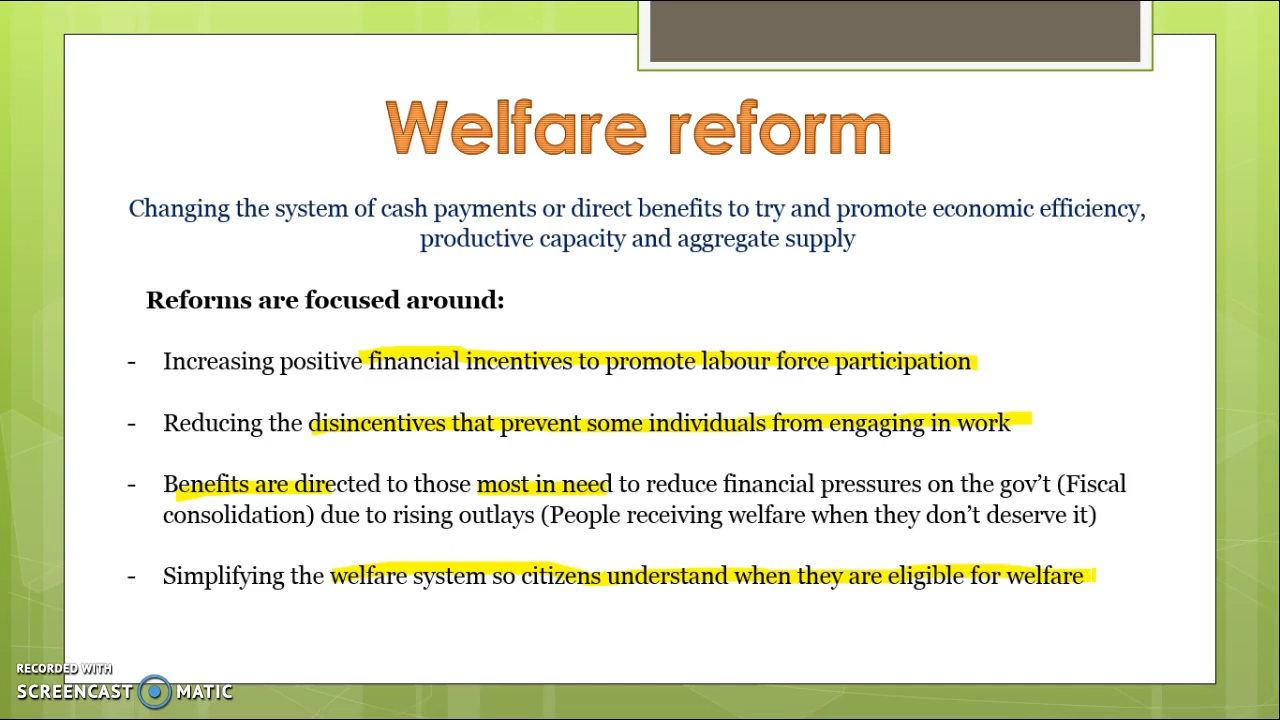 Welfare reform
Changing the system of cash payments or direct benefits to try and promote economic efficiency,
productive capacity and aggregate supply
Reforms are focused around:
- Increasing positive financial incentives to promote labour force participation
- Reducing the disincentives that prevent some individuals from engaging in work
- Benefits are directed to those most in need to reduce financial pressures on the gov’t (Fiscal
consolidation) due to rising outlays (People receiving welfare when they don’t deserve it)
- Simplifying the welfare system so citizens understand when they are eligible for welfare
RECORDED WITH
SCREENCAST MATIC